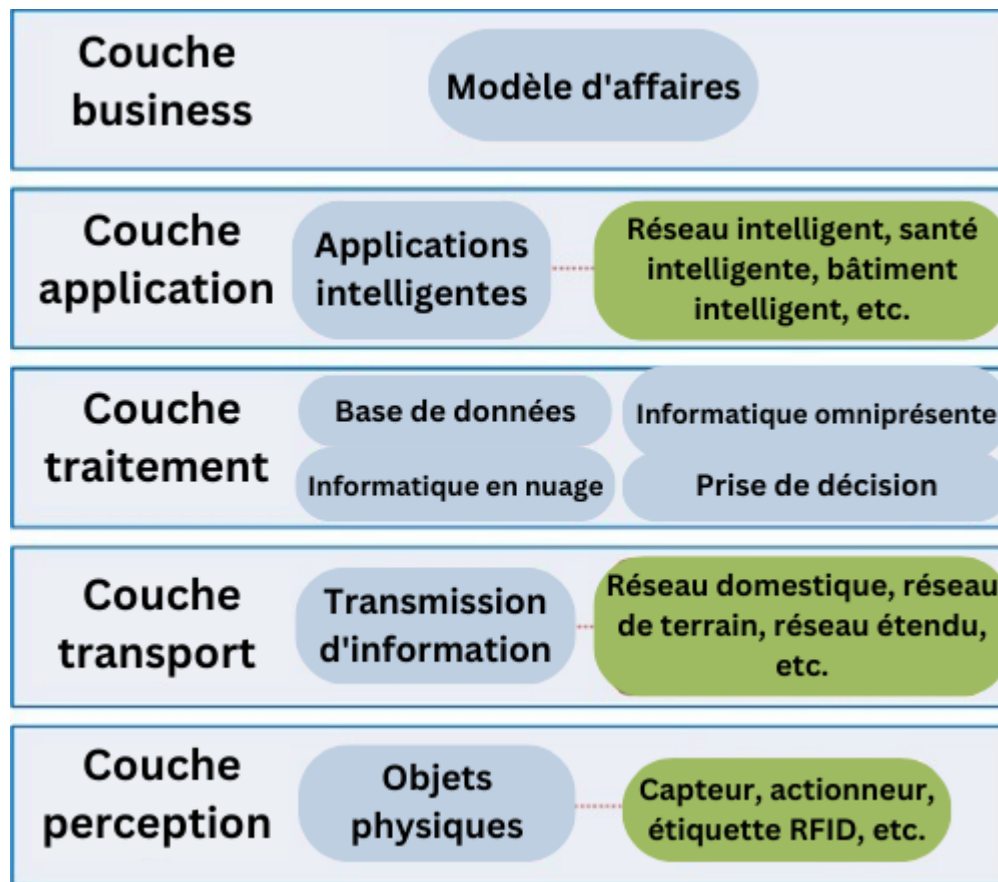 Couche
business
Modèle d'affaires
Couche
application
Applications
intelligentes
Réseau intelligent, santé
intelligente, bâtiment
intelligent, etc.
Couche
traitement
Base de données
Informatique omniprésente
Informatique en nuage
Prise de décision
Couche
transport
Transmission
d'information
Réseau domestique, réseau
de terrain, réseau étendu,
etc.
Couche
perception
Objets
physiques
Capteur, actionneur,
étiquette RFID, etc.